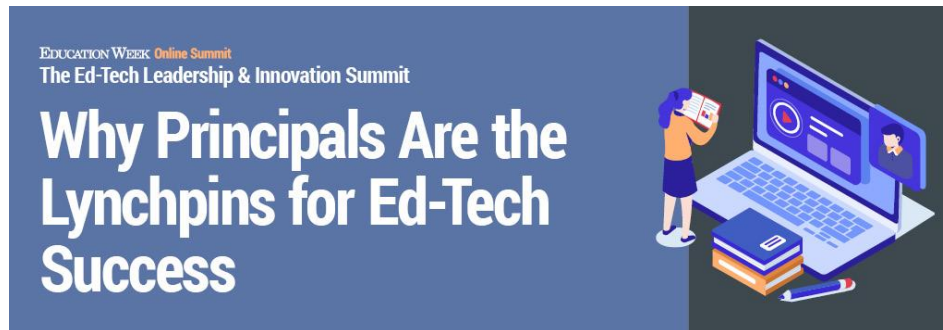 EDUCATION WEEK Online Summit
The Ed-Tech Leadership & Innovation Summit
Why Principals Are the
Lynchpins for Ed-Tech
Success